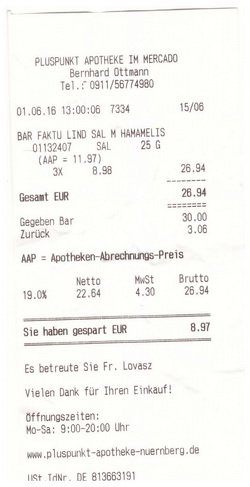 PLUSPUNKT APOTHEKE IM MERCADO
Bernhard Ottmann
Tel.: 0911/56774980
01.06.16 13:00:06 7334 15/06
BAR FAKTU LIND SAL M HAMAMELIS
01132407 SAL 25 G
(AAP = 11.97)
3X 8.98 26.94
--------
Gesamt EUR 26.94
========
Gegeben Bar 30.00
Zurück 3.06
AAP = Apotheken-Abrechnungs-Preis
Netto MwSt Brutto
19.0% 22.64 4.30 26.94
Sie haben gespart EUR 8.97
Es betreute Sie Fr. Lovasz
Vielen Dank für Ihren Einkauf!
Öffnungszeiten:
Mo-Sa: 9:00-20:00 Uhr
www.pluspunkt-apotheke-nuernberg.de
USt.IdNr. DE 813663191